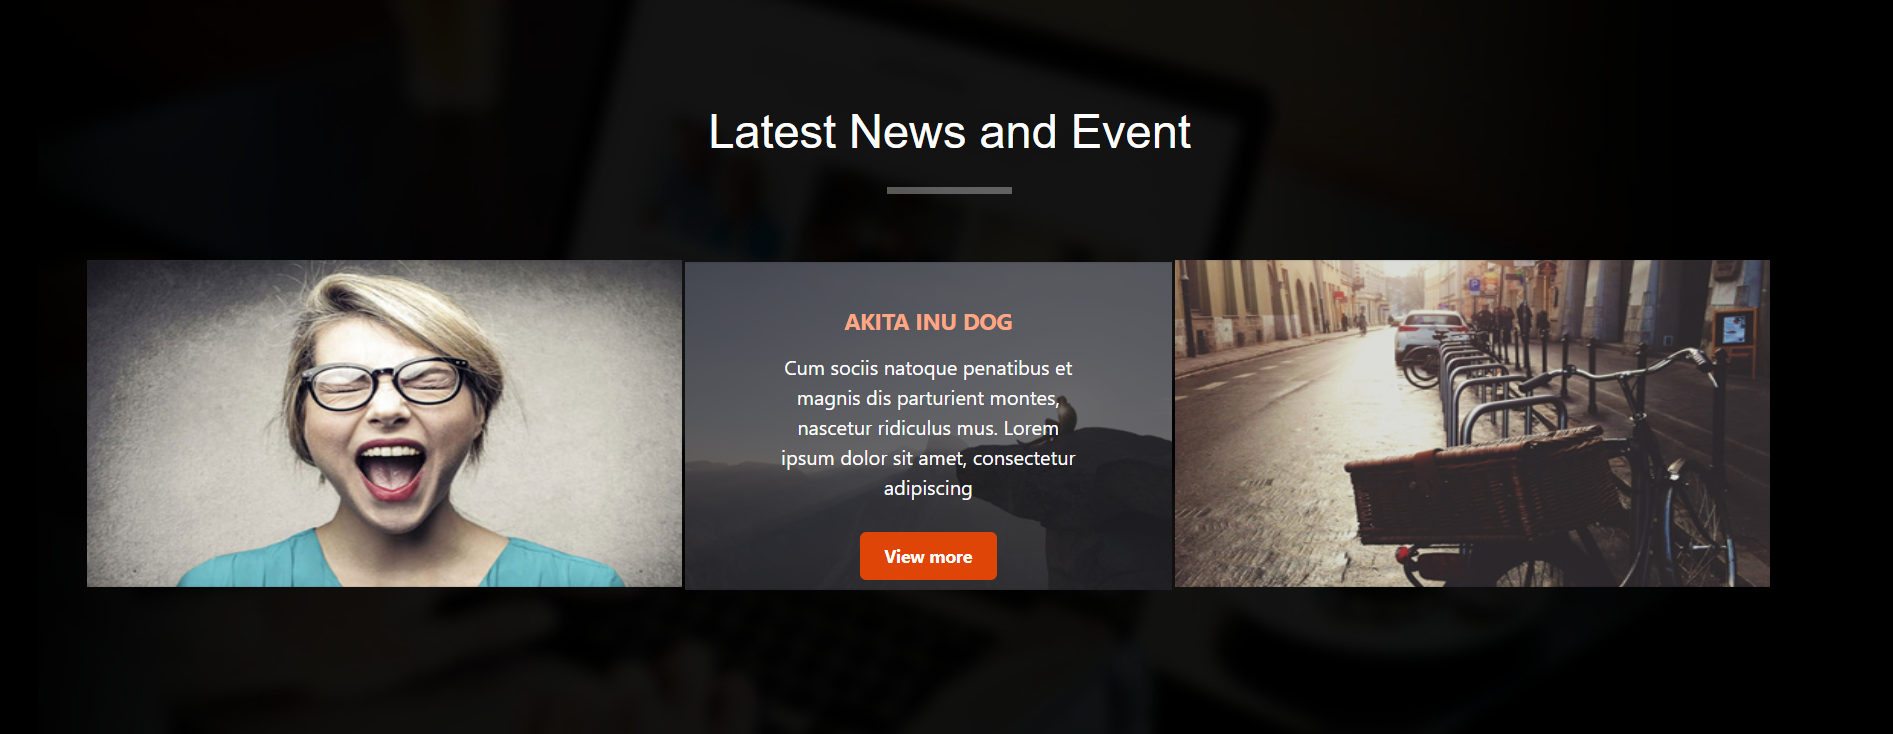 Latest News and Event
AKITA INU DOG
Cum sociis natoque penatibus et
magnis dis parturient montes,
nascetur ridiculus mus. Lorem
ipsum dolor sit amet, consectetur
adipiscing
View more